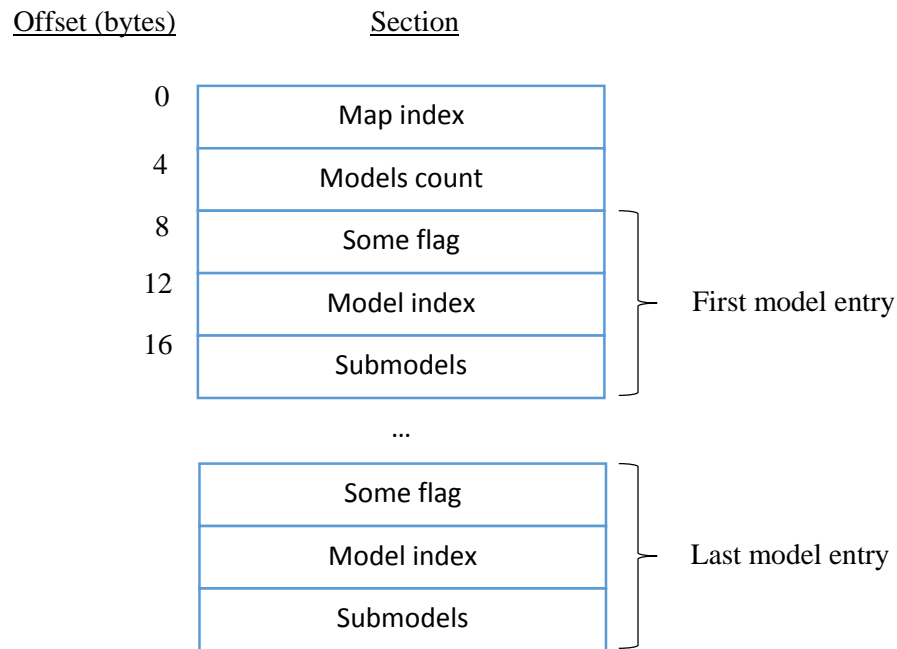 Offset (bytes) Section
0 Map index
4 Models count
8 Some flag
12 Model index First model entry
16 Submodels
...
Some flag
Model index Last model entry
Submodels